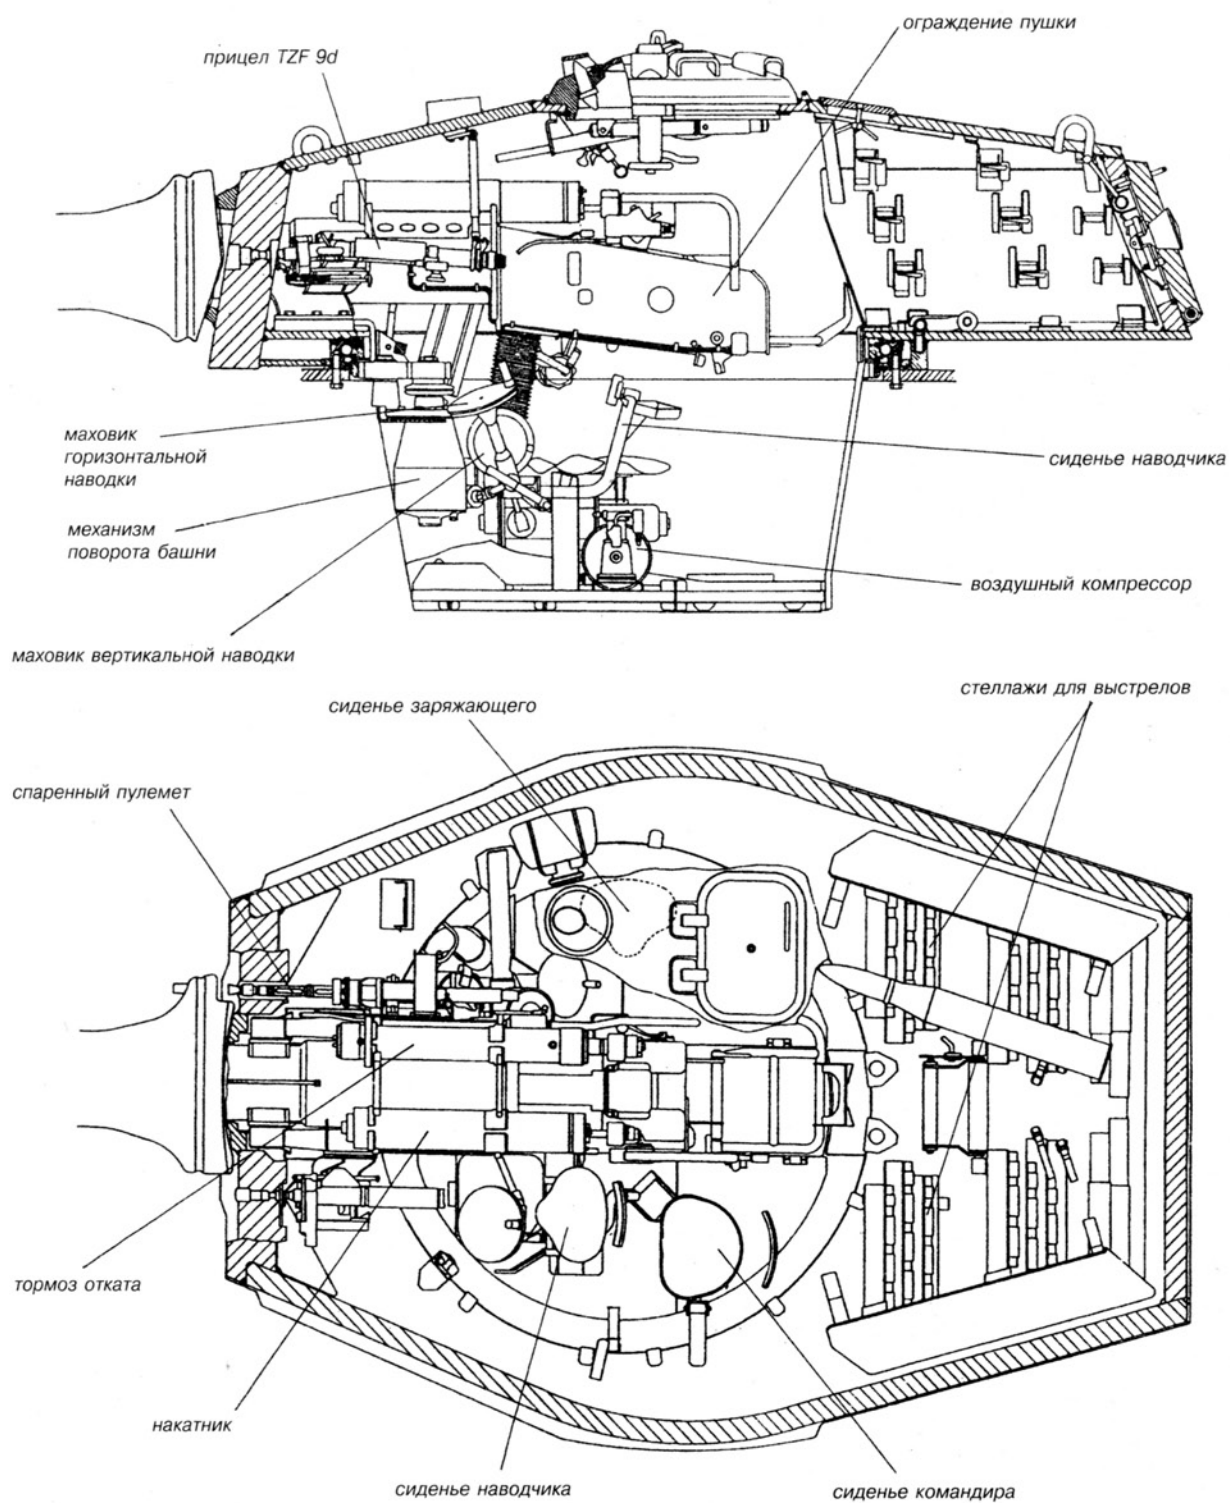 ограждение пушки
прицел TZF 9d
маховик
горизонтальной
наводки
сиденье наводчика
механизм
поворота башни
воздушный компрессор
маховик вертикальной наводки
стеллажи для выстрелов
сиденье заряжающего
спаренный пулемет
тормоз отката
накатник
сиденье наводчика
сиденье командира